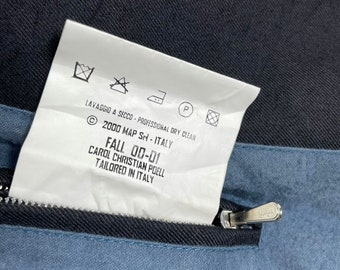 P
LAVAGGIO A SECCO - PROFESSIONAL DRY CLEAN
© 2000 MAP Srl - ITALY
FALL 00-01
CAROL CHRISTIAN POELL
TAILORED IN ITALY